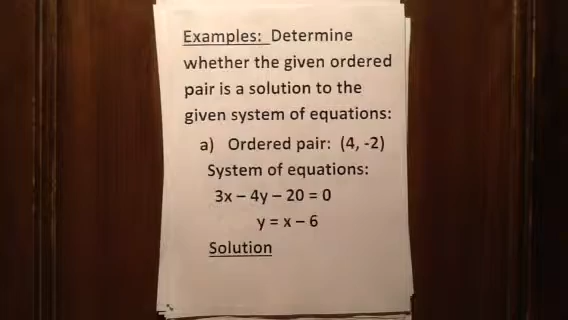 Examples: Determine
whether the given ordered
pair is a solution to the
given system of equations:
a) Ordered pair: (4, -2)
System of equations:
3x – 4y – 20 = 0
y = x – 6
Solution